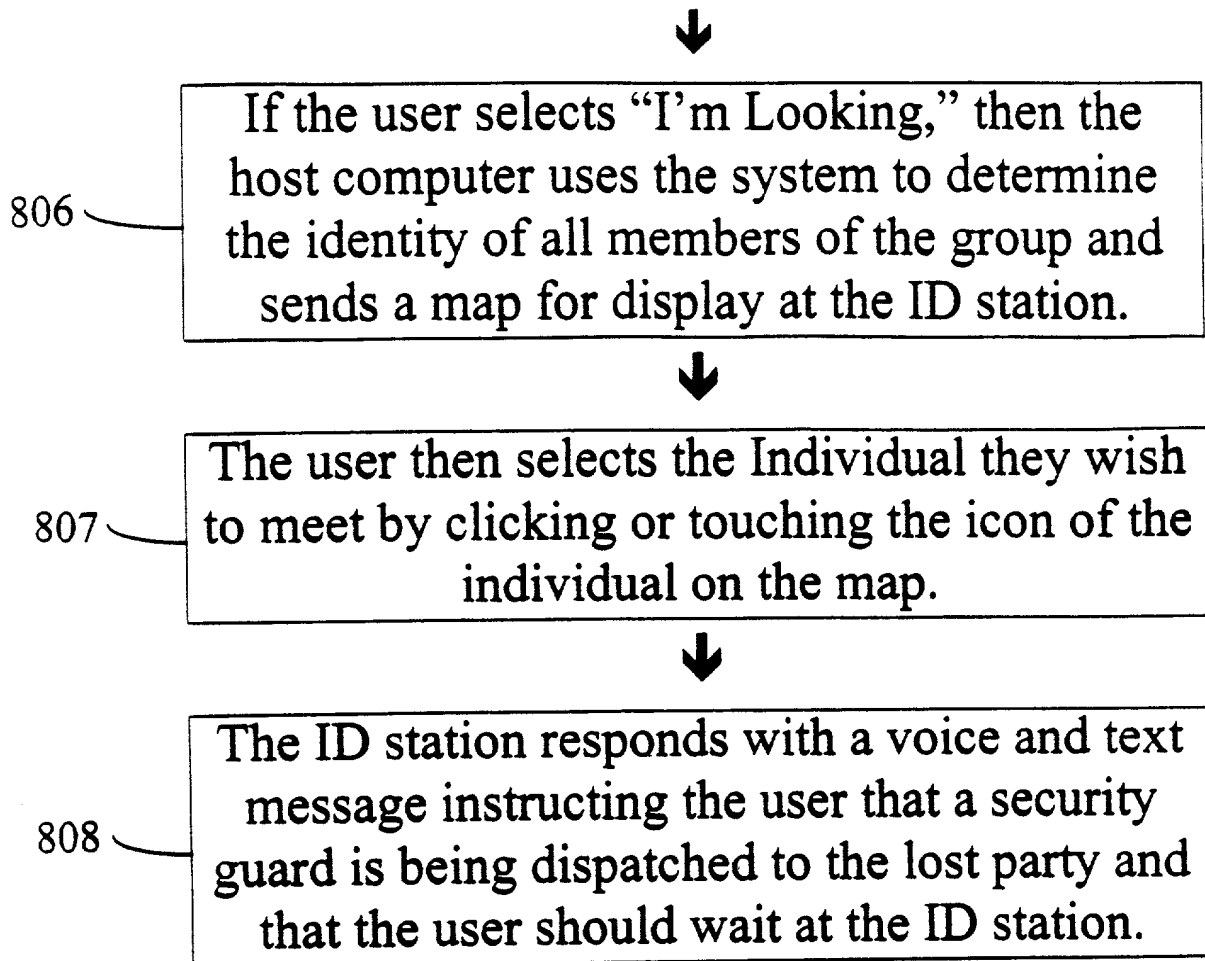 If the user selects “I’m Looking,” then the
host computer uses the system to determine
806
the identity of all members of the group and
sends a map for display at the ID station.
The user then selects the Individual they wish
807
to meet by clicking or touching the icon of the
individual on the map.
The ID station responds with a voice and text
message instructing the user that a security
808
guard is being dispatched to the lost party and
that the user should wait at the ID station.